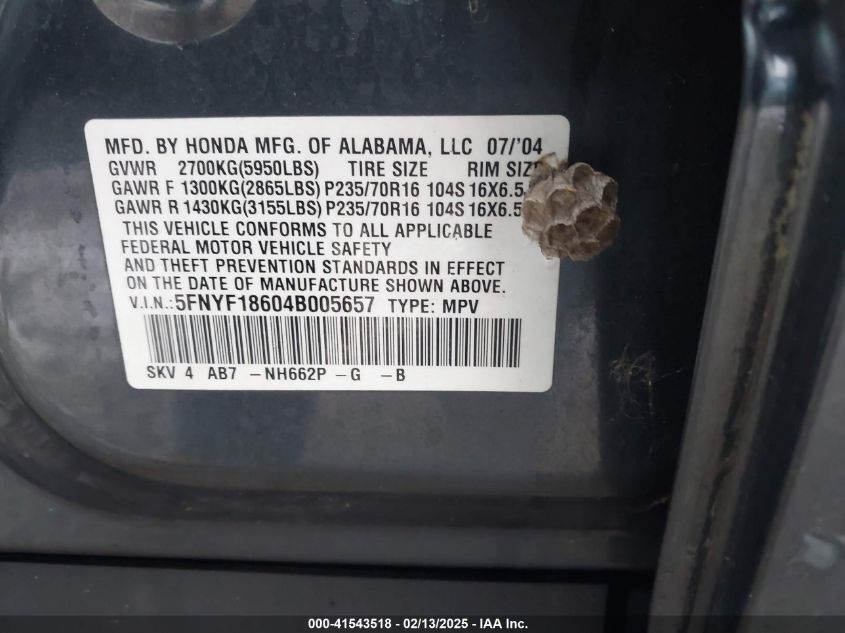 MFD. BY HONDA MFG. OF ALABAMA, LLC 07/'04
GVWR 2700KG(5950LBS) TIRE SIZE RIM SIZE
GAWR F 1300KG(2865LBS) P235/70R16 104S 16X6.5
GAWR R 1430KG(3155LBS) P235/70R16 104S 16X6.5
THIS VEHICLE CONFORMS TO ALL APPLICABLE
FEDERAL MOTOR VEHICLE SAFETY
AND THEFT PREVENTION STANDARDS IN EFFECT
ON THE DATE OF MANUFACTURE SHOWN ABOVE.
V.I.N.:5FNYF18604B005657 TYPE: MPV
SKV 4 AB7 -NH662P -G -B
000-41543518 - 02/13/2025 - IAA Inc.